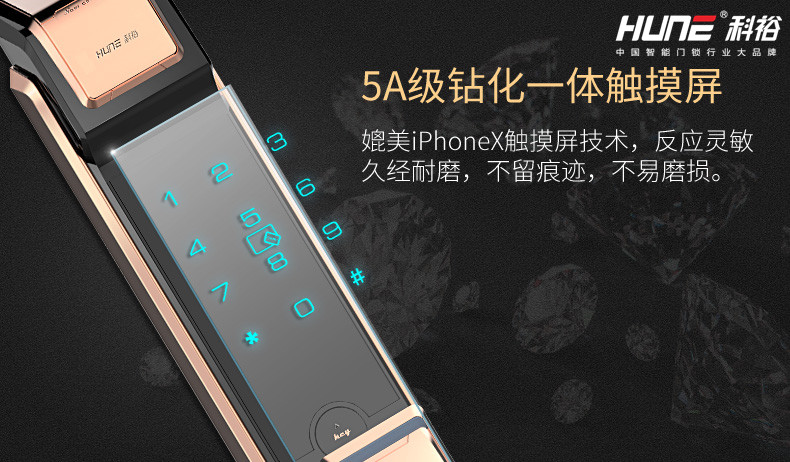 HUNE®科裕
中国智能门锁行业大品牌
HUNE 科裕
5A级钻化一体触摸屏
媲美iPhoneX触摸屏技术，反应灵敏
久经耐磨，不留痕迹，不易磨损。
1 2 3
4 5 6
7 8 9
* 0 #
key